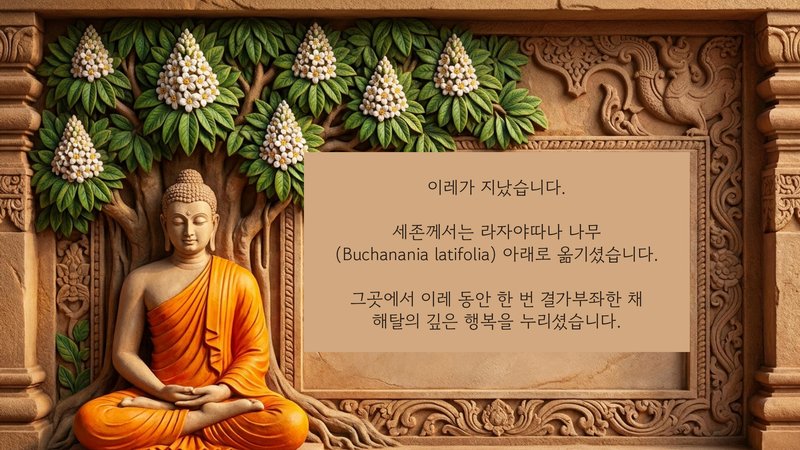 이레가 지났습니다.
세존께서는 라자야따나 나무
(Buchanania latifolia) 아래로 옮기셨습니다.
그곳에서 이레 동안 한 번 결가부좌한 채
해탈의 깊은 행복을 누리셨습니다.